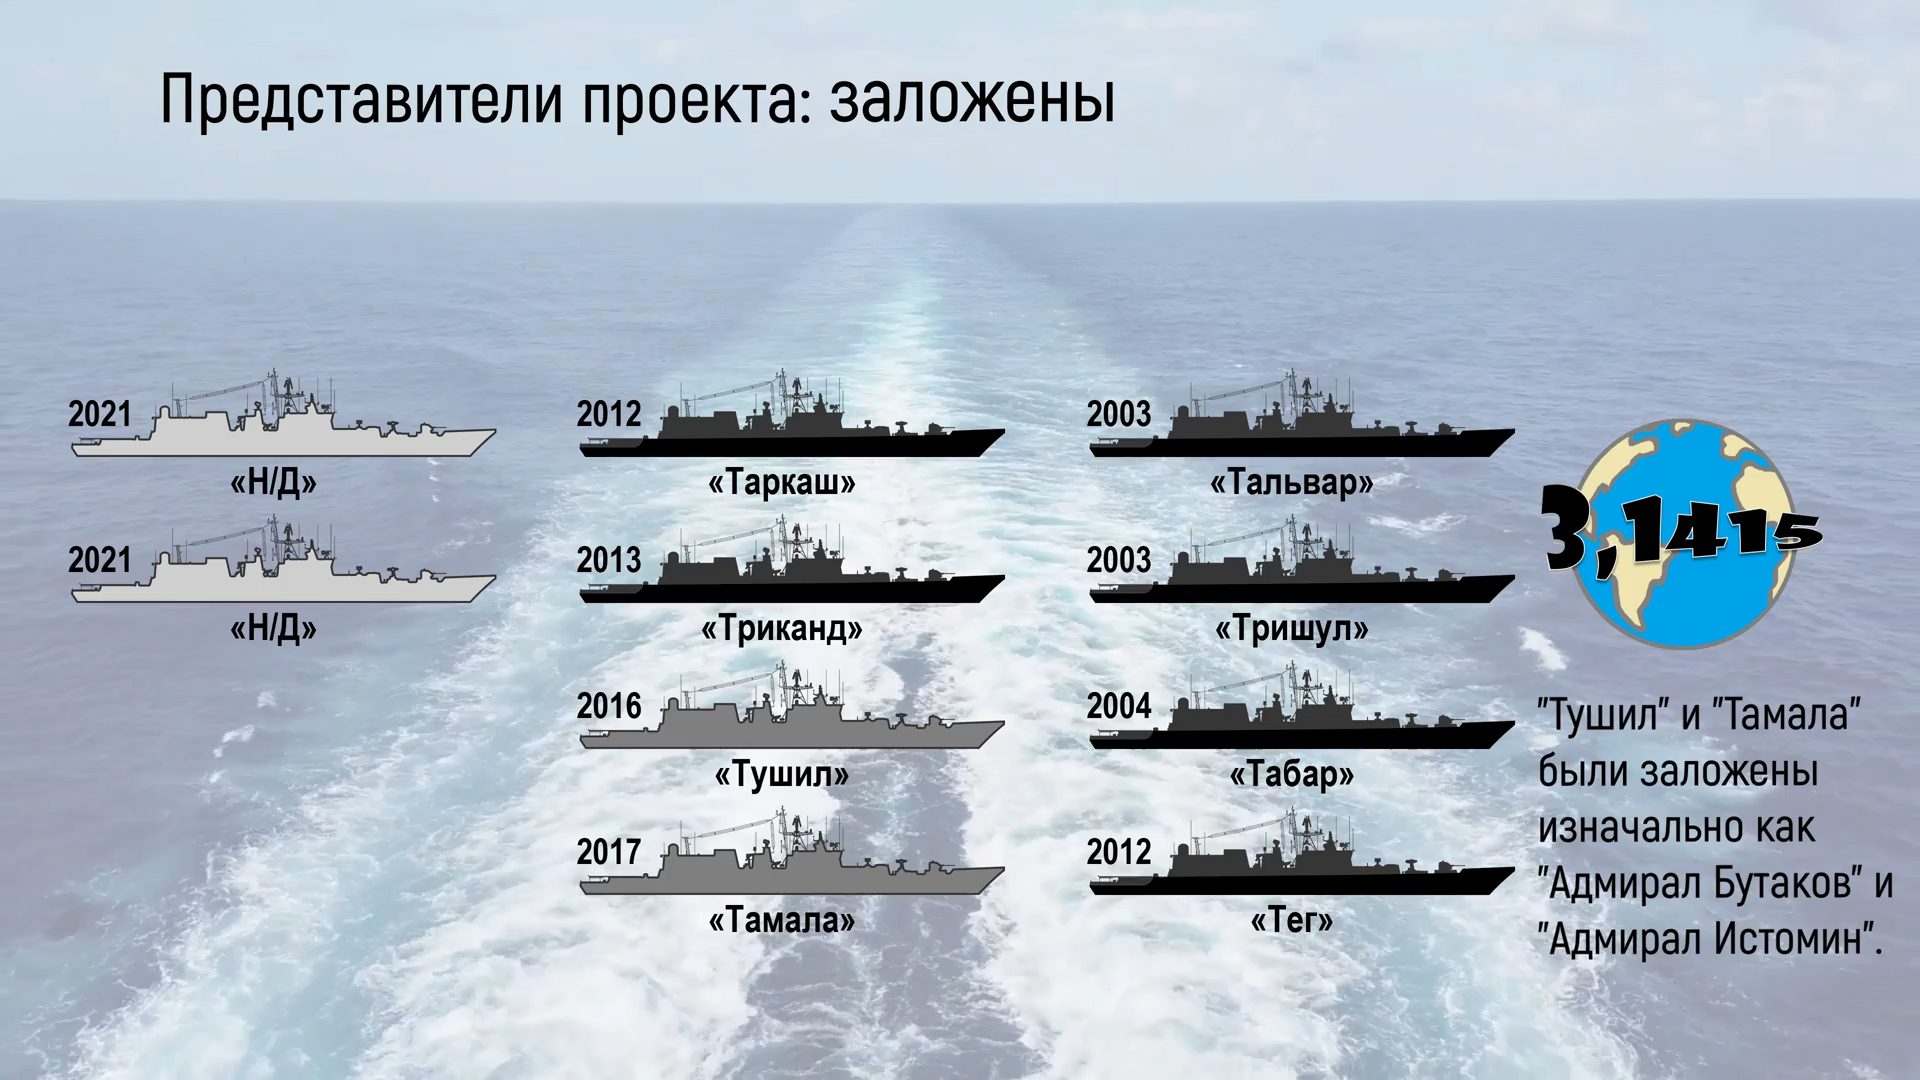 Представители проекта: заложены
2021
«Н/Д»
2021
«Н/Д»
2012
«Таркаш»
2013
«Триканд»
2016
«Тушил»
2017
«Тамала»
2003
«Тальвар»
2003
«Тришул»
2004
«Табар»
2012
«Тег»
3,1415
"Тушил" и "Тамала"
были заложены
изначально как
"Адмирал Бутаков" и
"Адмирал Истомин".